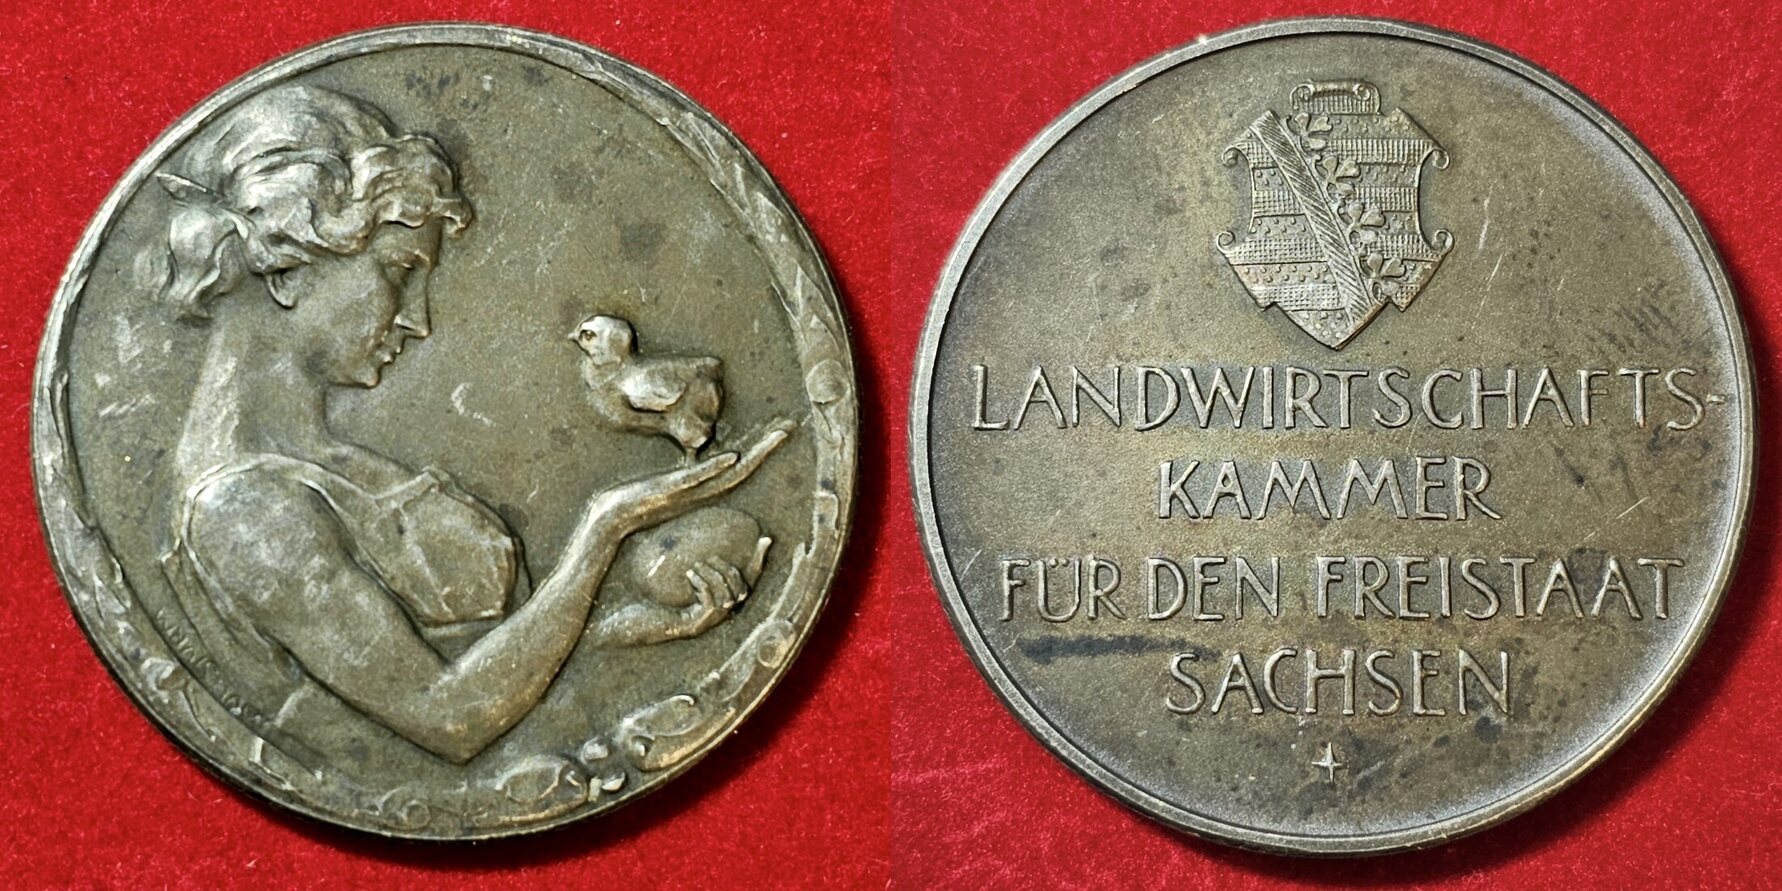 LANDWIRTSCHAFTS-
KAMMER
FÜR DEN FREISTAAT
SACHSEN